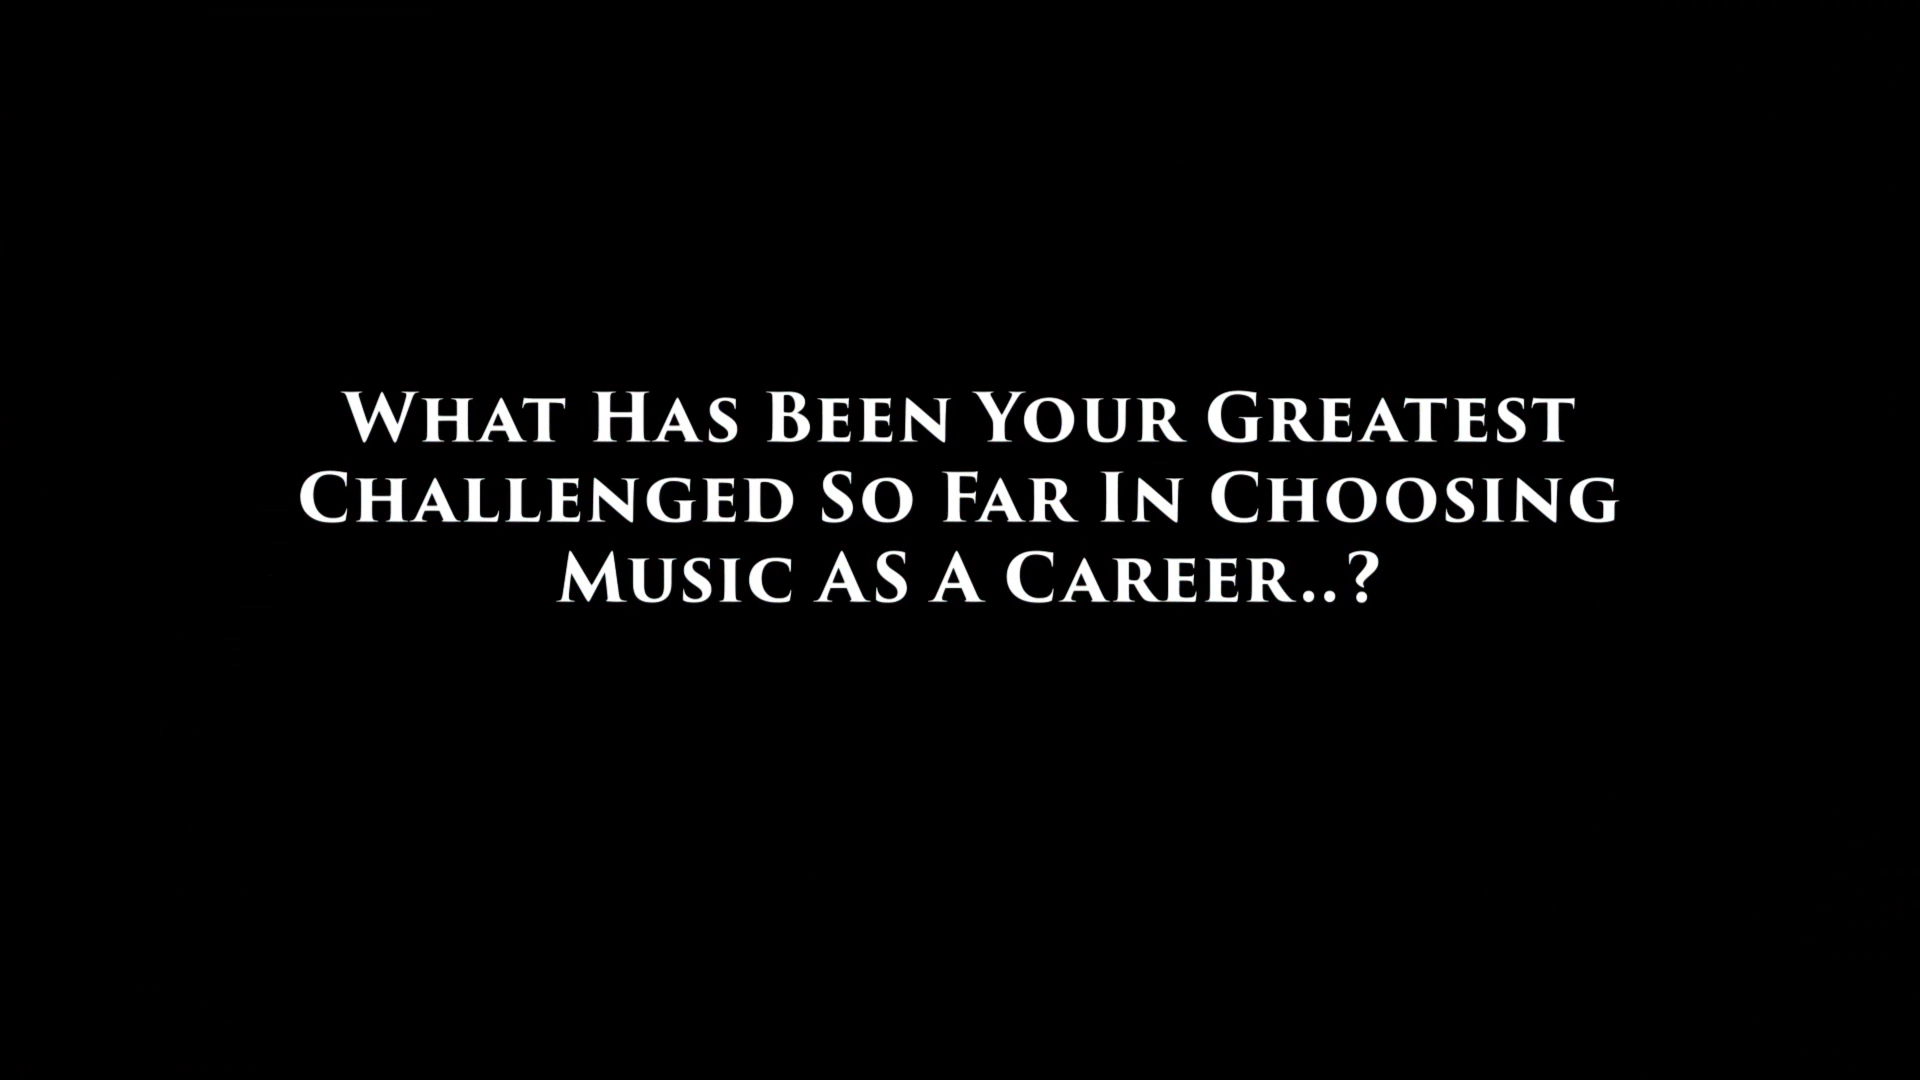 What Has Been Your Greatest
Challenged So Far In Choosing
Music AS A Career..?